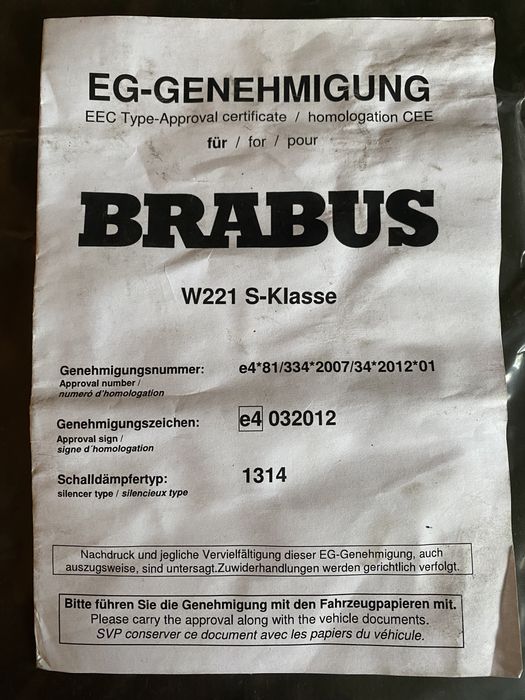 EG-GENEHMIGUNG
EEC Type-Approval certificate / homologation CEE
für / for / pour
BRABUS
W221 S-Klasse
Genehmigungsnummer: e4*81/334*2007/34*2012*01
Approval number /
numeró d'homologation
Genehmigungszeichen: e4 032012
Approval sign /
signe d´homologation
Schalldämpfertyp: 1314
silencer type / silencieux type
Nachdruck und jegliche Vervielfältigung dieser EG-Genehmigung, auch
auszugsweise, sind untersagt.Zuwiderhandlungen werden gerichtlich verfolgt.
Bitte führen Sie die Genehmigung mit den Fahrzeugpapieren mit.
Please carry the approval along with the vehicle documents.
SVP conserver ce document avec les papiers du véhicule.